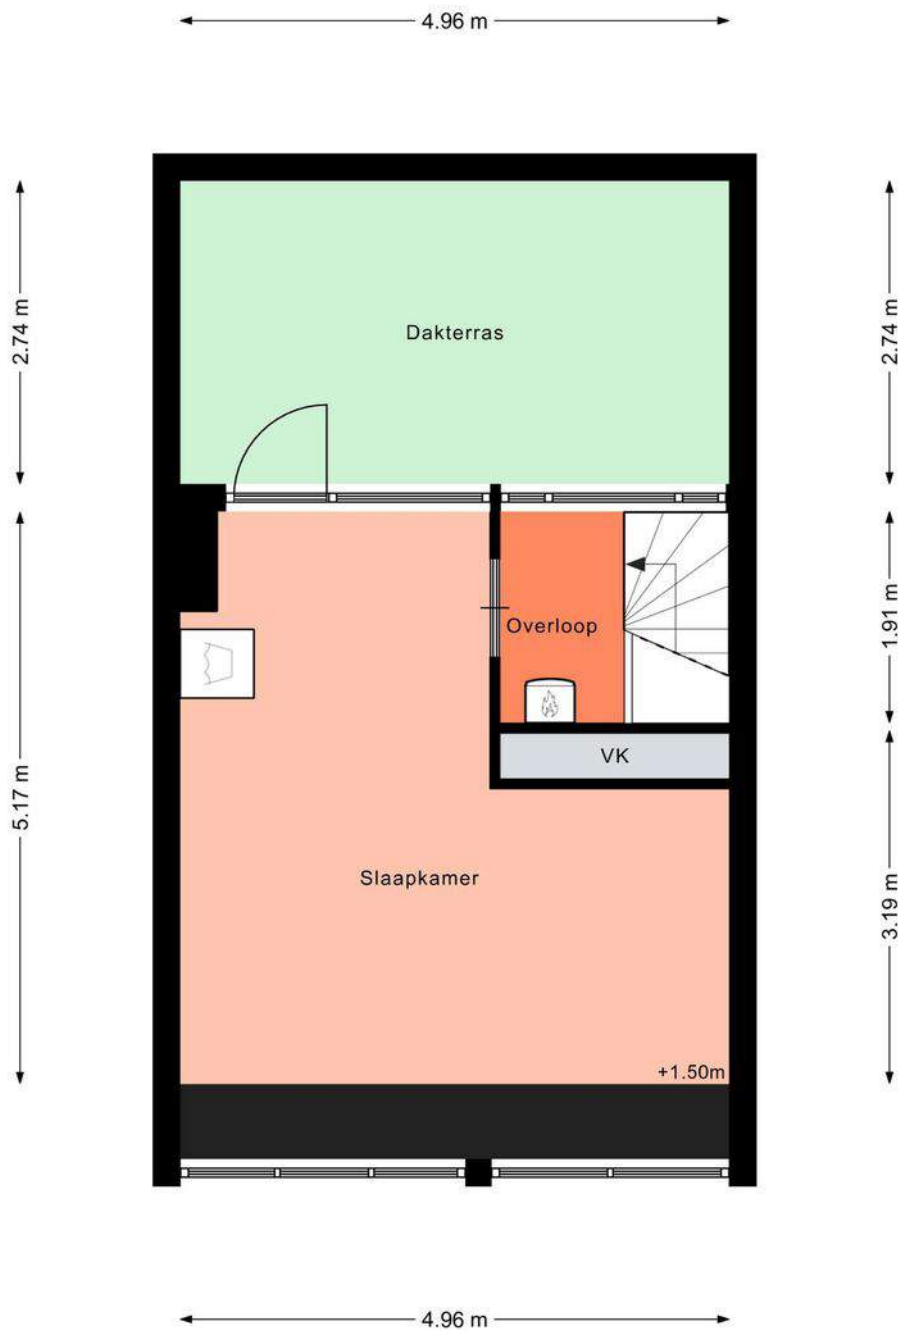 4.96 m
2.74 m
2.74 m
Dakterras
1.91 m
Overloop
VK
5.17 m
Slaapkamer
3.19 m
+1.50m
4.96 m